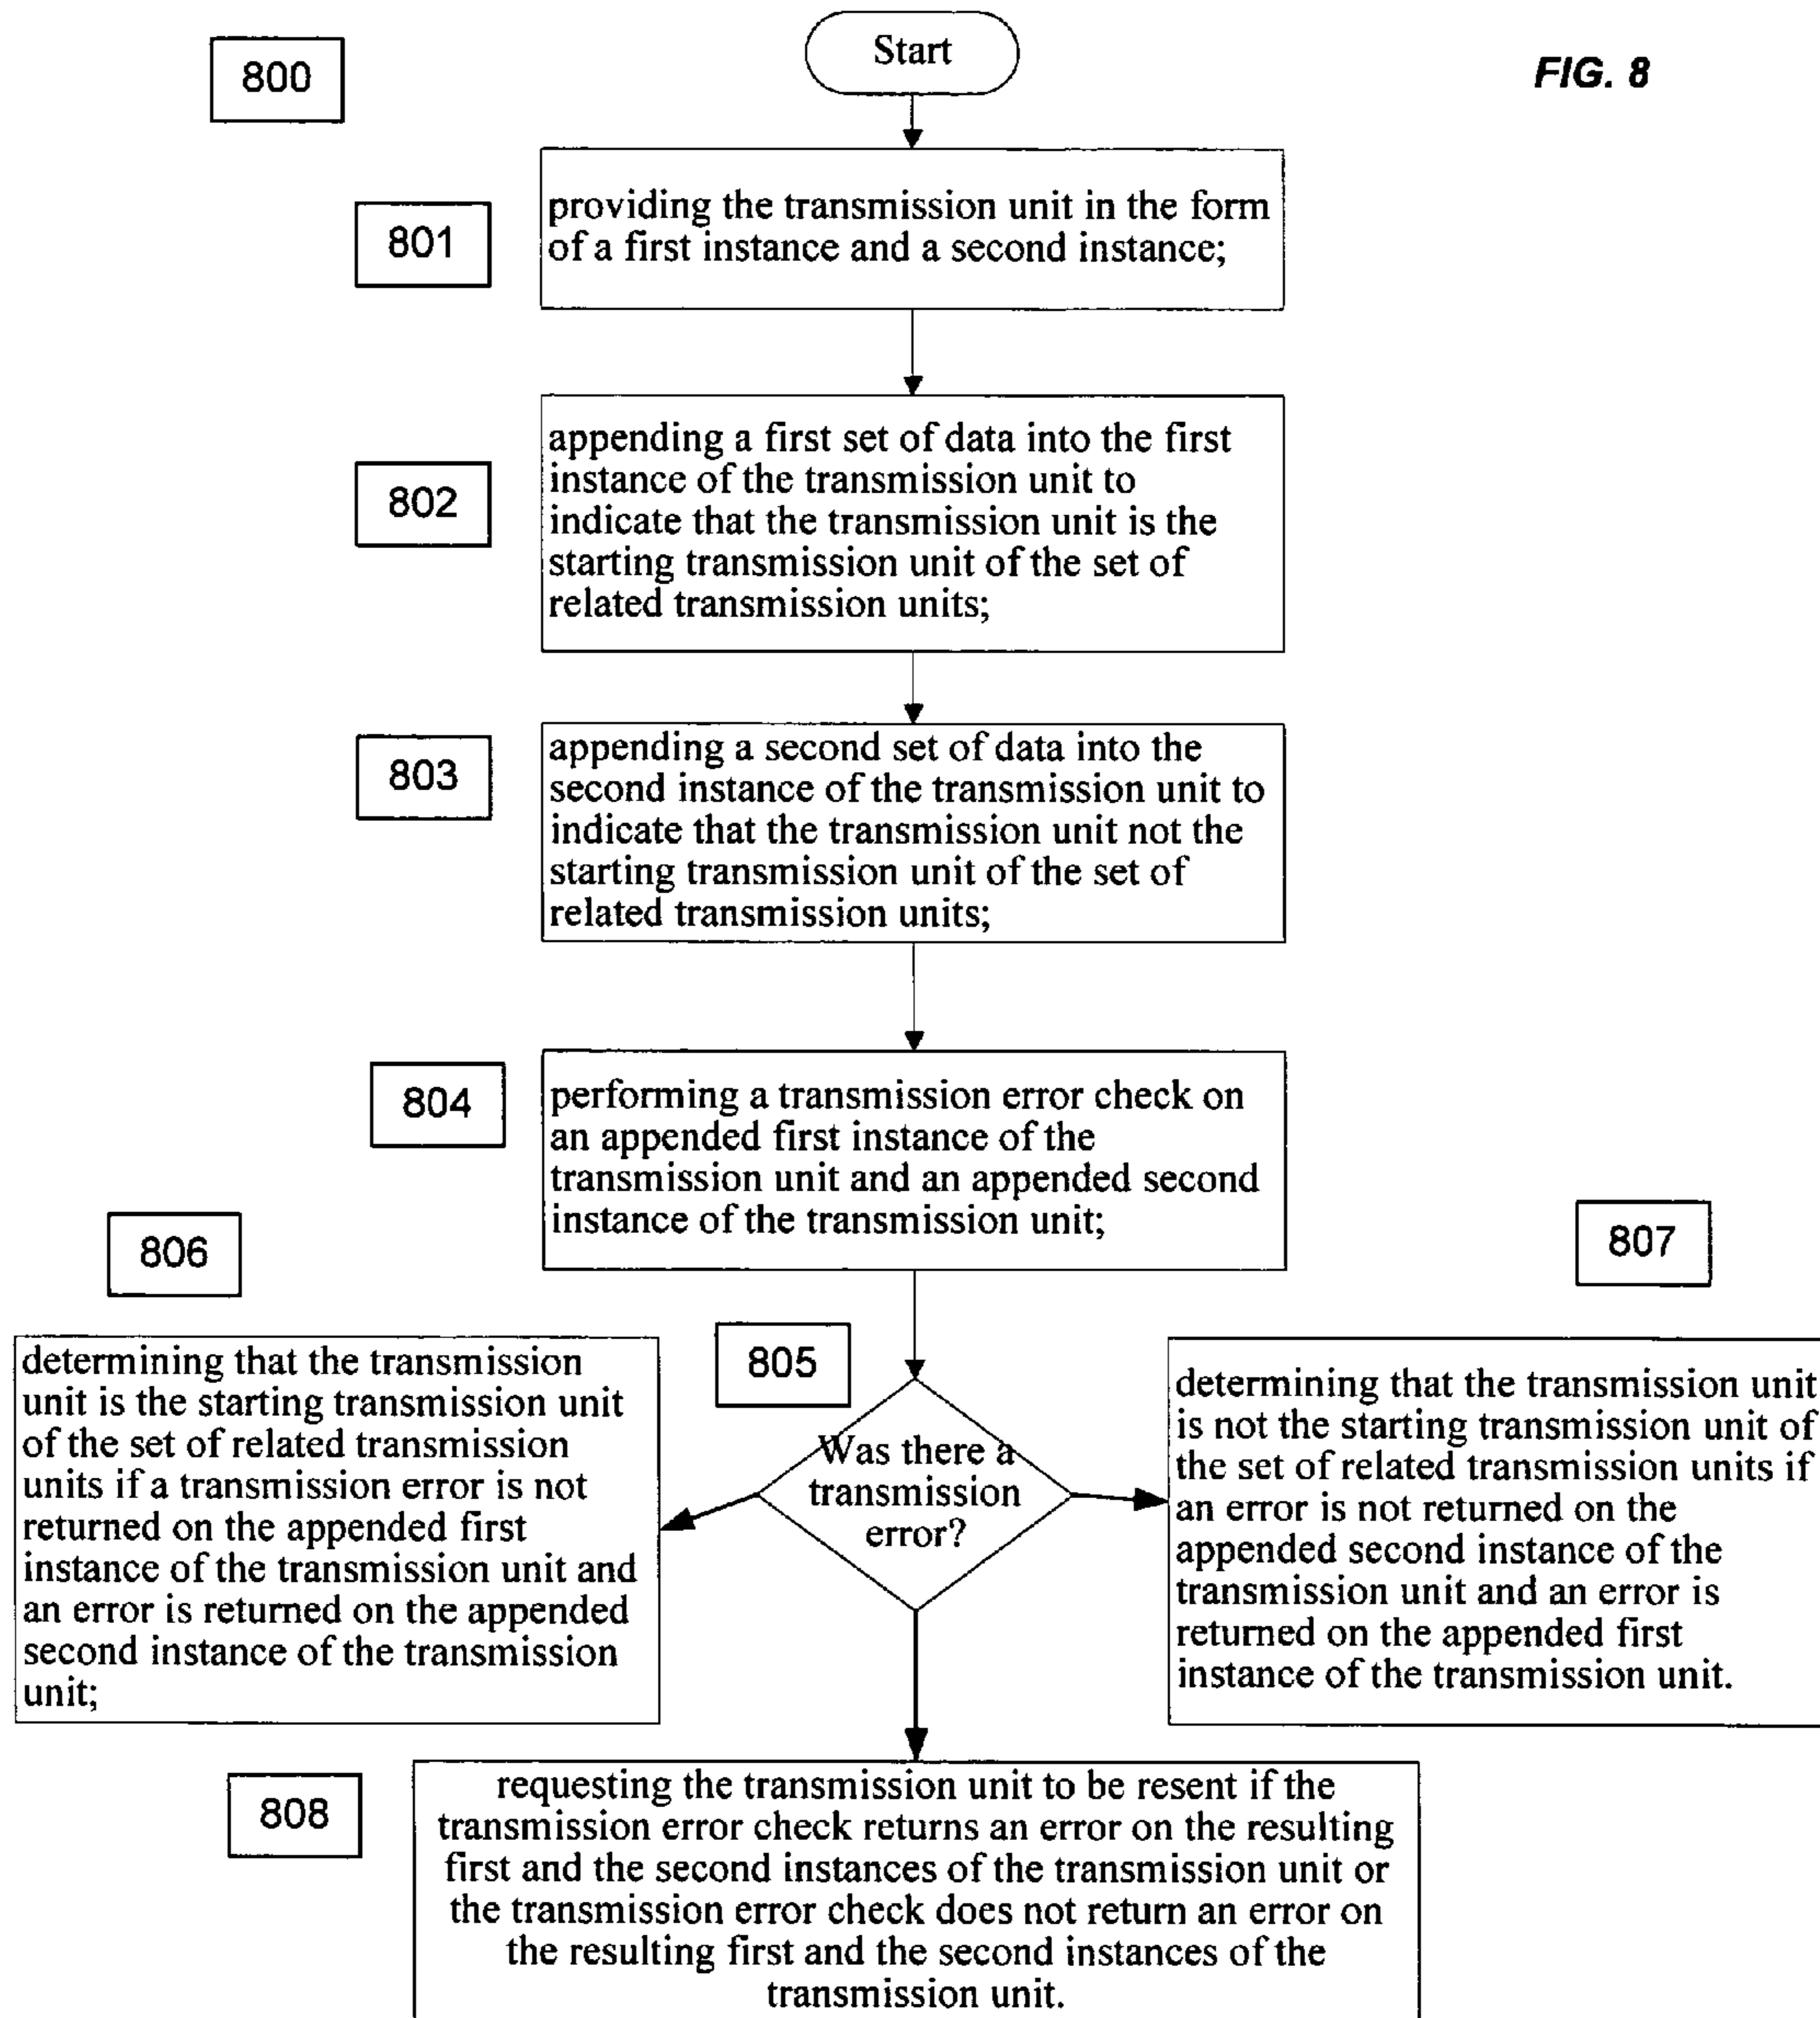 800
Start
FIG. 8
801
providing the transmission unit in the form
of a first instance and a second instance;
802
appending a first set of data into the first
instance of the transmission unit to
indicate that the transmission unit is the
starting transmission unit of the set of
related transmission units;
803
appending a second set of data into the
second instance of the transmission unit to
indicate that the transmission unit not the
starting transmission unit of the set of
related transmission units;
804
performing a transmission error check on
an appended first instance of the
transmission unit and an appended second
instance of the transmission unit;
806
determining that the transmission
unit is the starting transmission unit
of the set of related transmission
units if a transmission error is not
returned on the appended first
instance of the transmission unit and
an error is returned on the appended
second instance of the transmission
unit;
805
Was there a
transmission
error?
807
determining that the transmission unit
is not the starting transmission unit of
the set of related transmission units if
an error is not returned on the
appended second instance of the
transmission unit and an error is
returned on the appended first
instance of the transmission unit.
808
requesting the transmission unit to be resent if the
transmission error check returns an error on the resulting
first and the second instances of the transmission unit or
the transmission error check does not return an error on
the resulting first and the second instances of the
transmission unit.